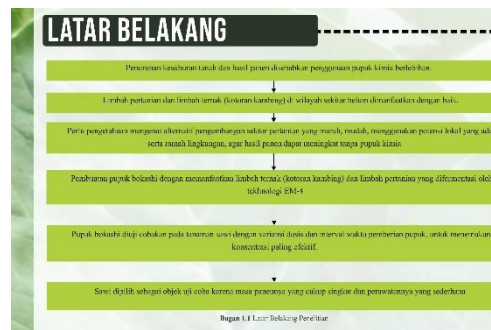 LATAR BELAKANG
Penurunan kesuburan tanah dan hasil panen disebabkan penggunaan pupuk kimia berlebihan.
Limbah pertanian dan limbah ternak (kotoran kambing) di wilayah sekitar belum dimanfaatkan dengan baik.
Perlu pengetahuan mengenai alternatif pengembangan sektor pertanian yang murah, mudah, menggunakan potensi lokal yang ada
serta ramah lingkungan, agar hasil panen dapat meningkat tanpa pupuk kimia
Pembuatan pupuk bokashi dengan memanfaatkan limbah ternak (kotoran kambing) dan limbah pertanian yang difermentasi oleh
tekhnologi EM-4
Pupuk bokashi diuji cobakan pada tanaman sawi dengan variansi dosis dan interval waktu pemberian pupuk, untuk menemukan
konsentrasi paling efektif.
Sawi dipilih sebagai objek uji coba karena masa panennya yang cukup singkat dan perawatannya yang sederhana
Bagan 1.1 Latar Belakang Penelitian